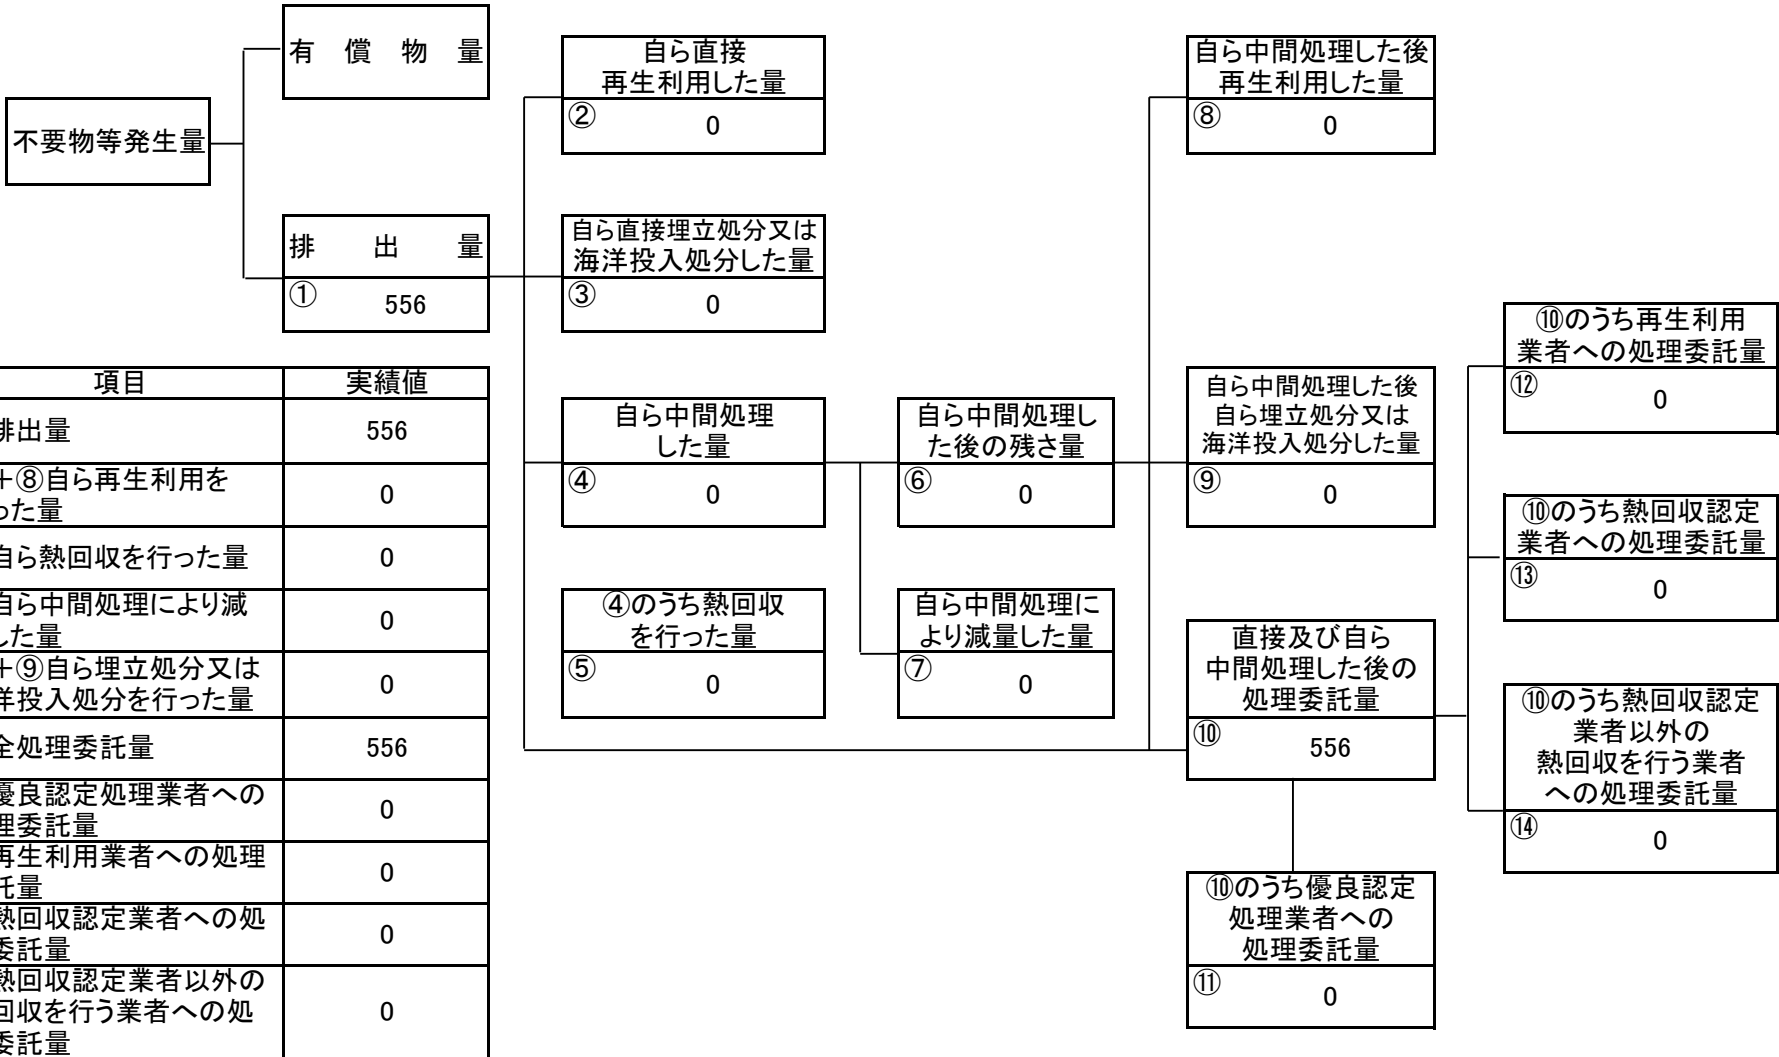 有償物量
不要物等発生量
排出量
① 556
自ら直接
再生利用した量
② 0
自ら直接埋立処分又は
海洋投入処分した量
③ 0
自ら中間処理
した量
④ 0
④のうち熱回収
を行った量
⑤ 0
自ら中間処理し
た後の残さ量
⑥ 0
自ら中間処理に
より減量した量
⑦ 0
自ら中間処理した後
再生利用した量
⑧ 0
自ら中間処理した後
自ら埋立処分又は
海洋投入処分した量
⑨ 0
直接及び自ら
中間処理した後の
処理委託量
⑩ 556
⑩のうち優良認定
処理業者への
処理委託量
⑪ 0
⑩のうち再生利用
業者への処理委託量
⑫ 0
⑩のうち熱回収認定
業者への処理委託量
⑬ 0
⑩のうち熱回収認定
業者以外の
熱回収を行う業者
への処理委託量
⑭ 0
項目 実績値
排出量 556
+⑧自ら再生利用を
った量 0
自ら熱回収を行った量 0
自ら中間処理により減
した量 0
+⑨自ら埋立処分又は
洋投入処分を行った量 0
全処理委託量 556
優良認定処理業者への
理委託量 0
再生利用業者への処理
託量 0
熱回収認定業者への処
委託量 0
熱回収認定業者以外の
回収を行う業者への処
委託量 0